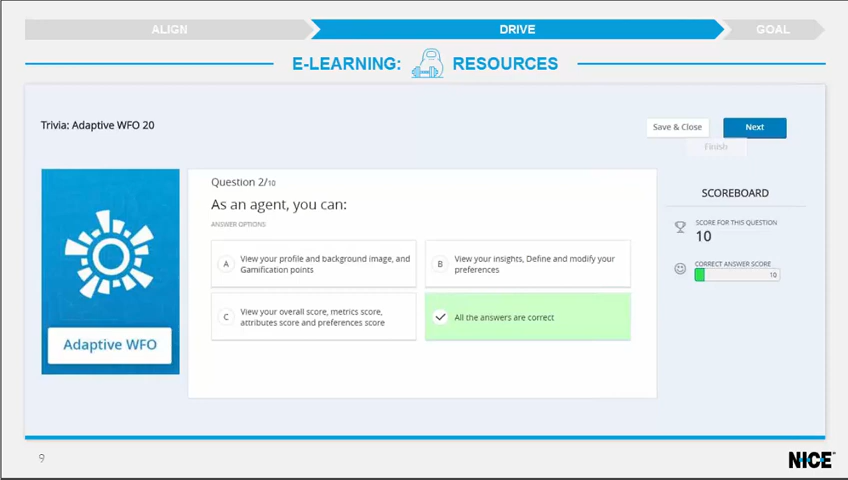 ALIGN
DRIVE
GOAL
E-LEARNING: RESOURCES
Trivia: Adaptive WFO 20
Save & Close
Next
Finish
Question 2/10
As an agent, you can:
ANSWER OPTIONS
A
View your profile and background image, and
Gamification points
B
View your insights, Define and modify your
preferences
C
View your overall score, metrics score,
attributes score and preferences score
All the answers are correct
Adaptive WFO
SCOREBOARD
SCORE FOR THIS QUESTION
10
CORRECT ANSWER SCORE
10
9
NICE